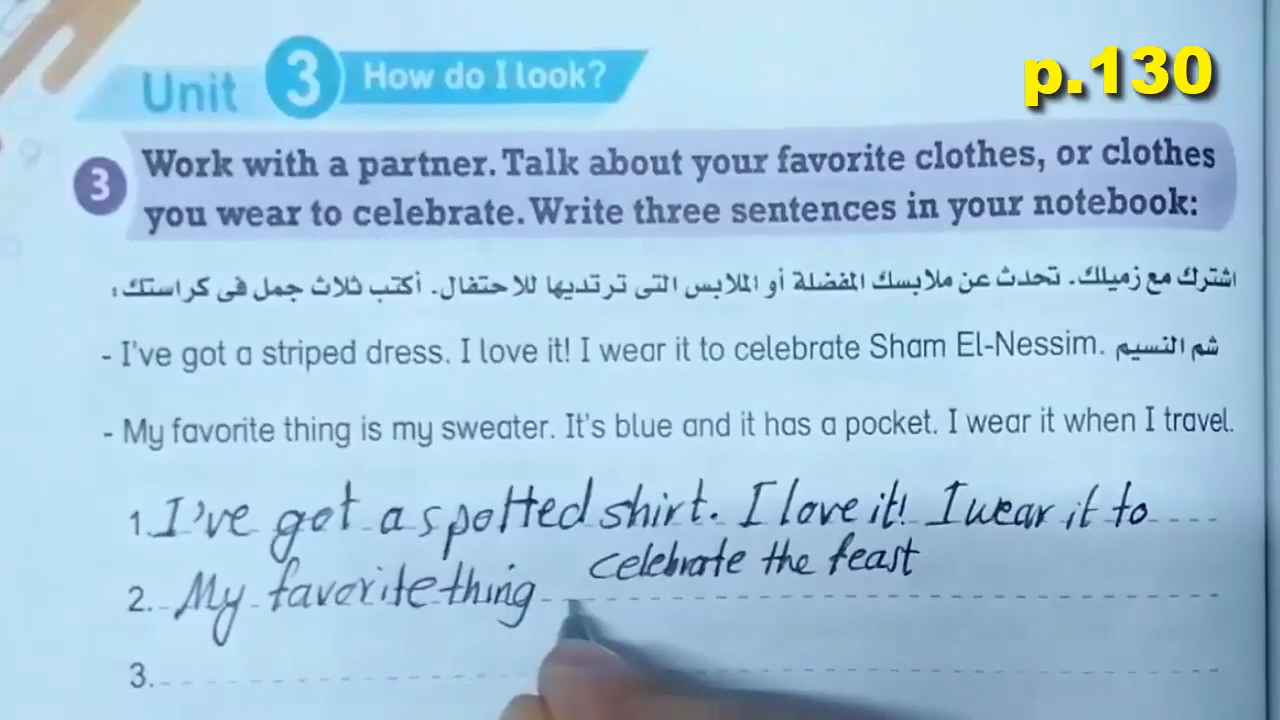 p.130
Unit 3 How do I look?
3 Work with a partner. Talk about your favorite clothes, or clothes
you wear to celebrate. Write three sentences in your notebook:
اشترك مع زميلك. تحدث عن ملابسك المفضلة أو الملابس التى ترتديها للاحتفال. أكتب ثلاث جمل فى كراستك:
- I've got a striped dress. I love it! I wear it to celebrate Sham El-Nessim. شم النسيم
- My favorite thing is my sweater. It's blue and it has a pocket. I wear it when I travel.
1. I've got a spotted shirt. I love it! I wear it to
celebrate the feast
2. My favorite thing
3.